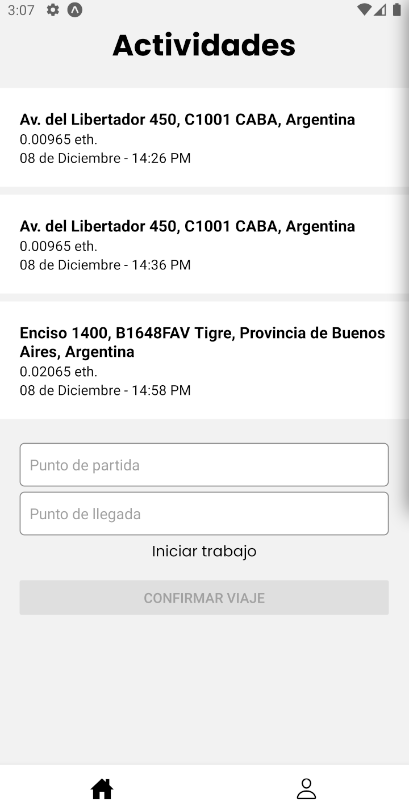 3:07
Actividades
Av. del Libertador 450, C1001 CABA, Argentina
0.00965 eth.
08 de Diciembre - 14:26 PM
Av. del Libertador 450, C1001 CABA, Argentina
0.00965 eth.
08 de Diciembre - 14:36 PM
Enciso 1400, B1648FAV Tigre, Provincia de Buenos
Aires, Argentina
0.02065 eth.
08 de Diciembre - 14:58 PM
Punto de partida
Punto de llegada
Iniciar trabajo
CONFIRMAR VIAJE